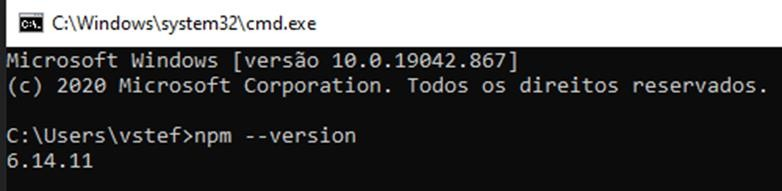 C:\Windows\system32\cmd.exe
Microsoft Windows [versão 10.0.19042.867]
(c) 2020 Microsoft Corporation. Todos os direitos reservados.
C:\Users\vstef>npm --version
6.14.11